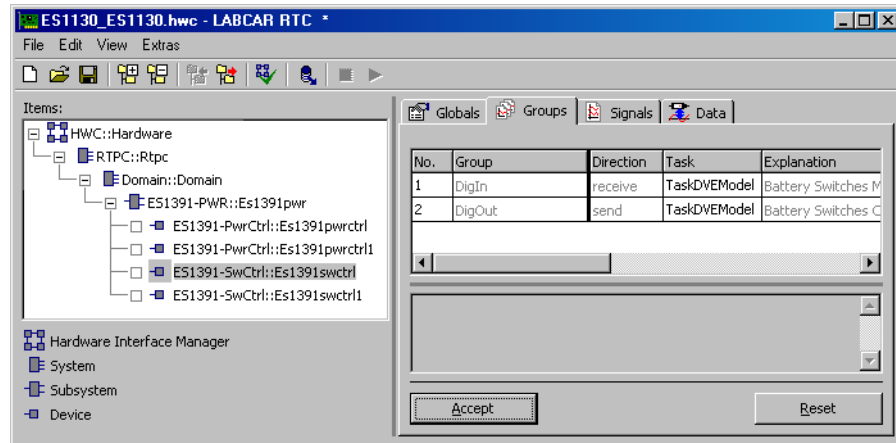 ES1130_ES1130.hwc - LABCAR RTC *
File Edit View Extras
Items:
HWC::Hardware
RTPC::Rtpc
Domain::Domain
ES1391-PWR::Es1391pwr
ES1391-PwrCtrl::Es1391pwrctrl
ES1391-PwrCtrl::Es1391pwrctrl1
ES1391-SwCtrl::Es1391swctrl
ES1391-SwCtrl::Es1391swctrl1
Hardware Interface Manager
System
Subsystem
Device
Globals Groups Signals Data
No. Group Direction Task Explanation
1 DigIn receive TaskDVEModel Battery Switches M
2 DigOut send TaskDVEModel Battery Switches C
Accept Reset